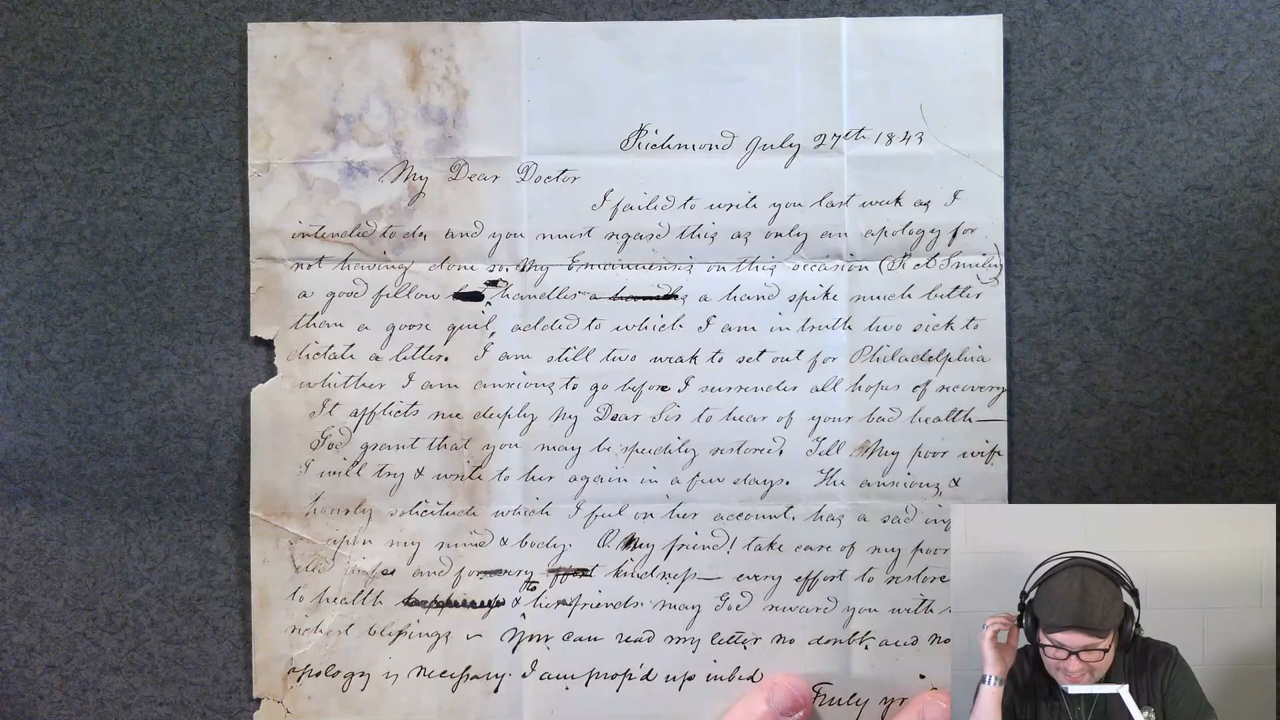 Richmond July 27th 1843
My Dear Doctor
I failed to write you last week as I
intended to do, and you must regard this as only an apology for
not having done so. My Emanuensis on this occasion (R A Smiley)
a good fellow handles a handle a hand spike much better
than a goose quil, added to which I am in truth two sick to
dictate a letter. I am still two weak to set out for Philadelphia
whither I am anxious to go before I surrender all hopes of recovery
It afflicts me deeply my Dear Sir to hear of your bad health—
God grant that you may be speedily restored. Tell My poor wife
I will try & write to her again in a few days. The anxious &
hourly solicitude which I feel on her account, has a sad
upon my mind & body. O My friend! take care of my poor
and for every effort kindness— every effort to restore
to health & to her friends may God reward you with
richest blessings You can read my letter no doubt, and no
apology is necessary. I am prop'd up in bed
Truly yr